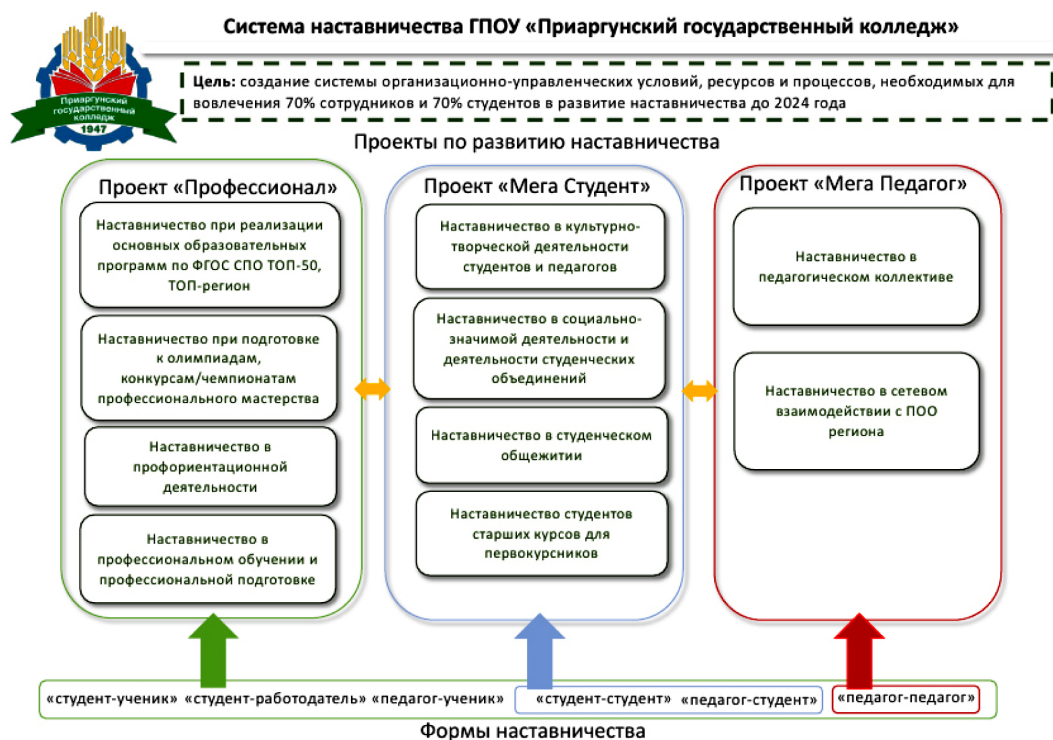 Система наставничества ГПОУ «Приаргунский государственный колледж»
Приаргунский
государственный
колледж
1947
Цель: создание системы организационно-управленческих условий, ресурсов и процессов, необходимых для
вовлечения 70% сотрудников и 70% студентов в развитие наставничества до 2024 года
Проекты по развитию наставничества
Проект «Профессионал»
Наставничество при реализации
основных образовательных
программ по ФГОС СПО ТОП-50,
ТОП-регион
Наставничество при подготовке
к олимпиадам,
конкурсам/чемпионатам
профессионального мастерства
Наставничество в
профориентационной
деятельности
Наставничество в
профессиональном обучении и
профессиональной подготовке
Проект «Мега Студент»
Наставничество в культурно-
творческой деятельности
студентов и педагогов
Наставничество в социально-
значимой деятельности и
деятельности студенческих
объединений
Наставничество в студенческом
общежитии
Наставничество студентов
старших курсов для
первокурсников
Проект «Мега Педагог»
Наставничество в
педагогическом коллективе
Наставничество в сетевом
взаимодействии с ПОО
региона
«студент-ученик» «студент-работодатель» «педагог-ученик» «студент-студент» «педагог-студент» «педагог-педагог»
Формы наставничества